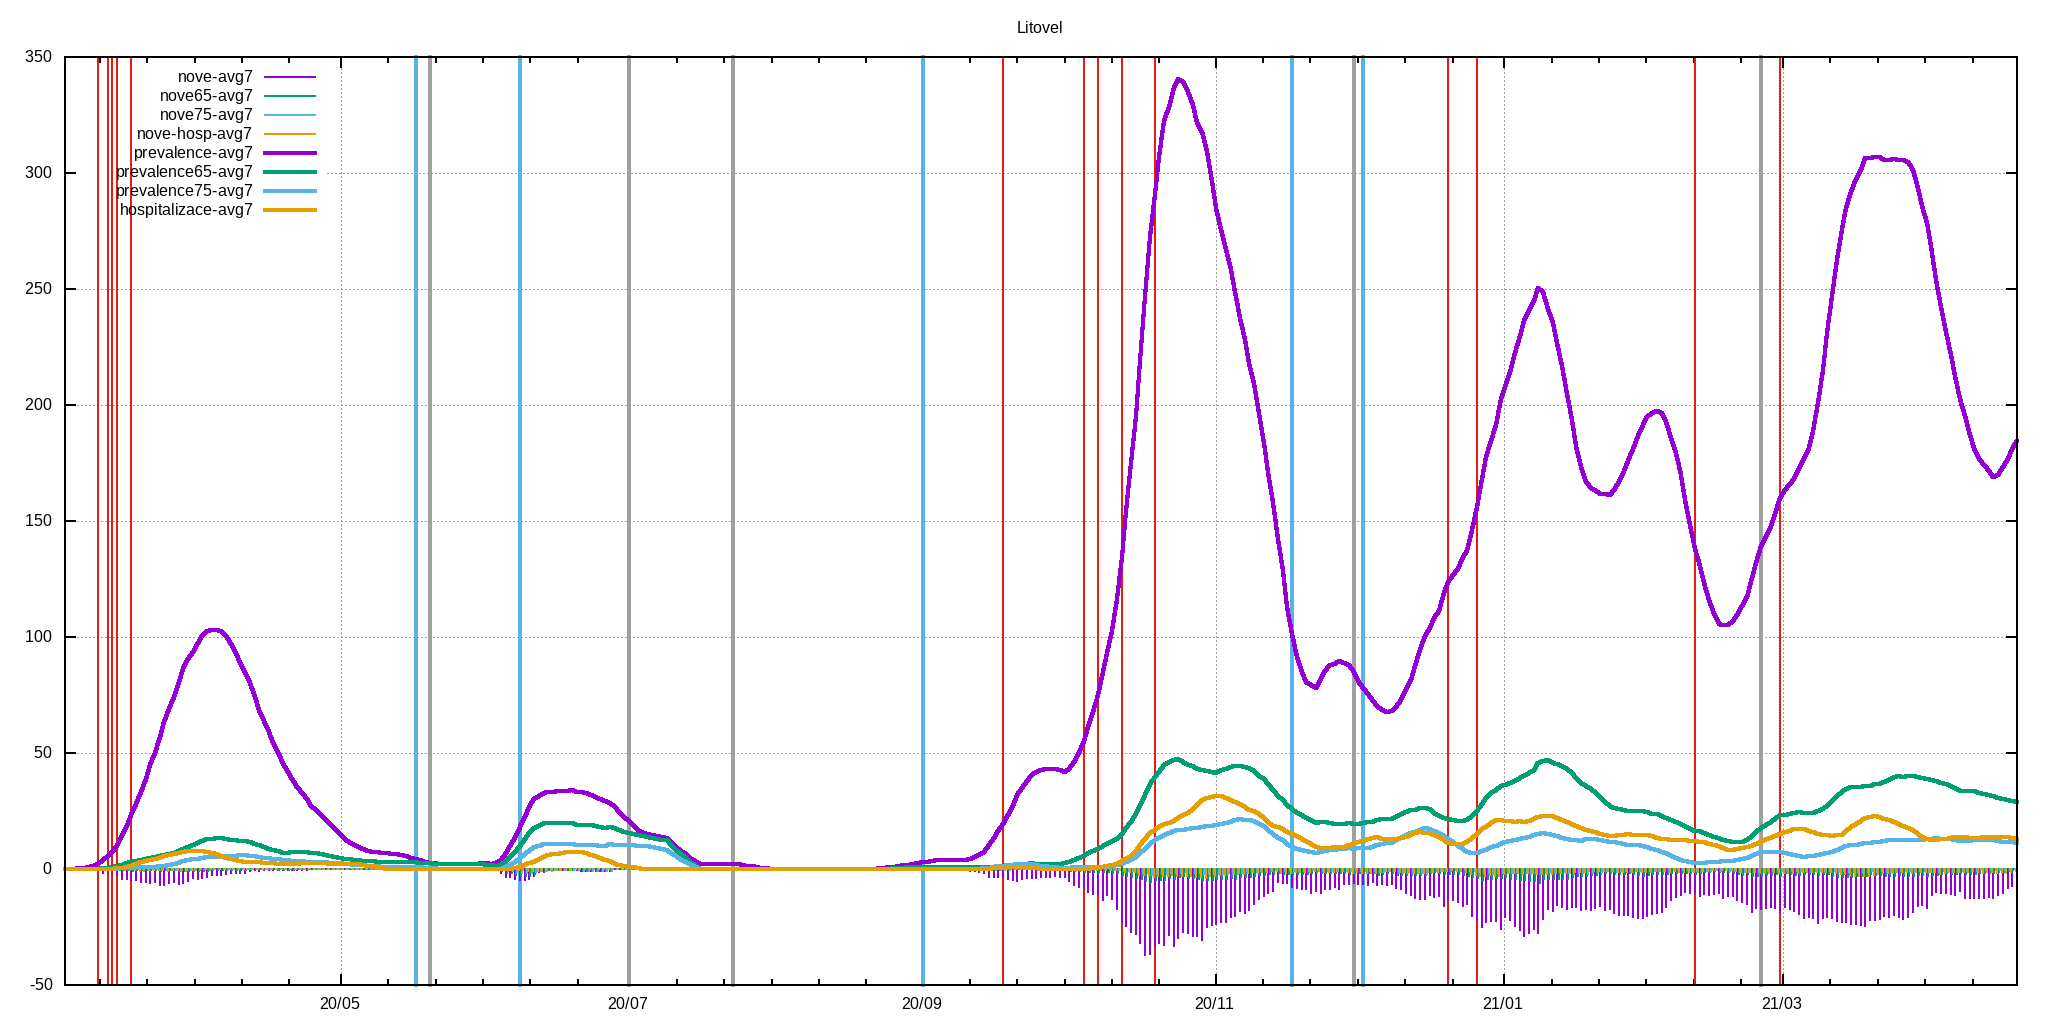 Litovel
350
300
250
200
150
100
50
0
-50
nove-avg7
nove65-avg7
nove75-avg7
nove-hosp-avg7
prevalence-avg7
prevalence65-avg7
prevalence75-avg7
hospitalizace-avg7
20/05 20/07 20/09 20/11 21/01 21/03